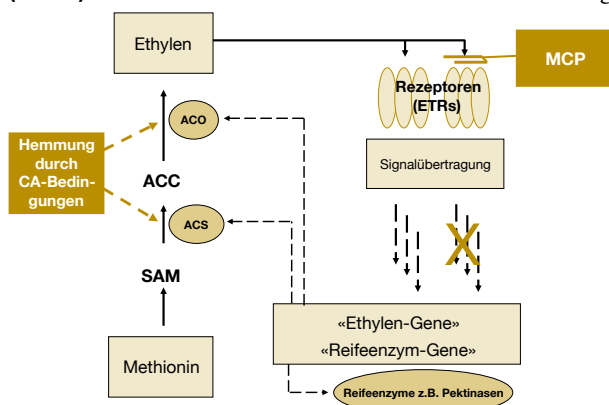 Ethylen
MCP
Rezeptoren
(ETRs)
ACO
Hemmung
durch
CA-Bedin-
gungen
Signalübertragung
ACC
ACS
SAM
«Ethylen-Gene»
«Reifeenzym-Gene»
Methionin
Reifeenzyme z.B. Pektinasen